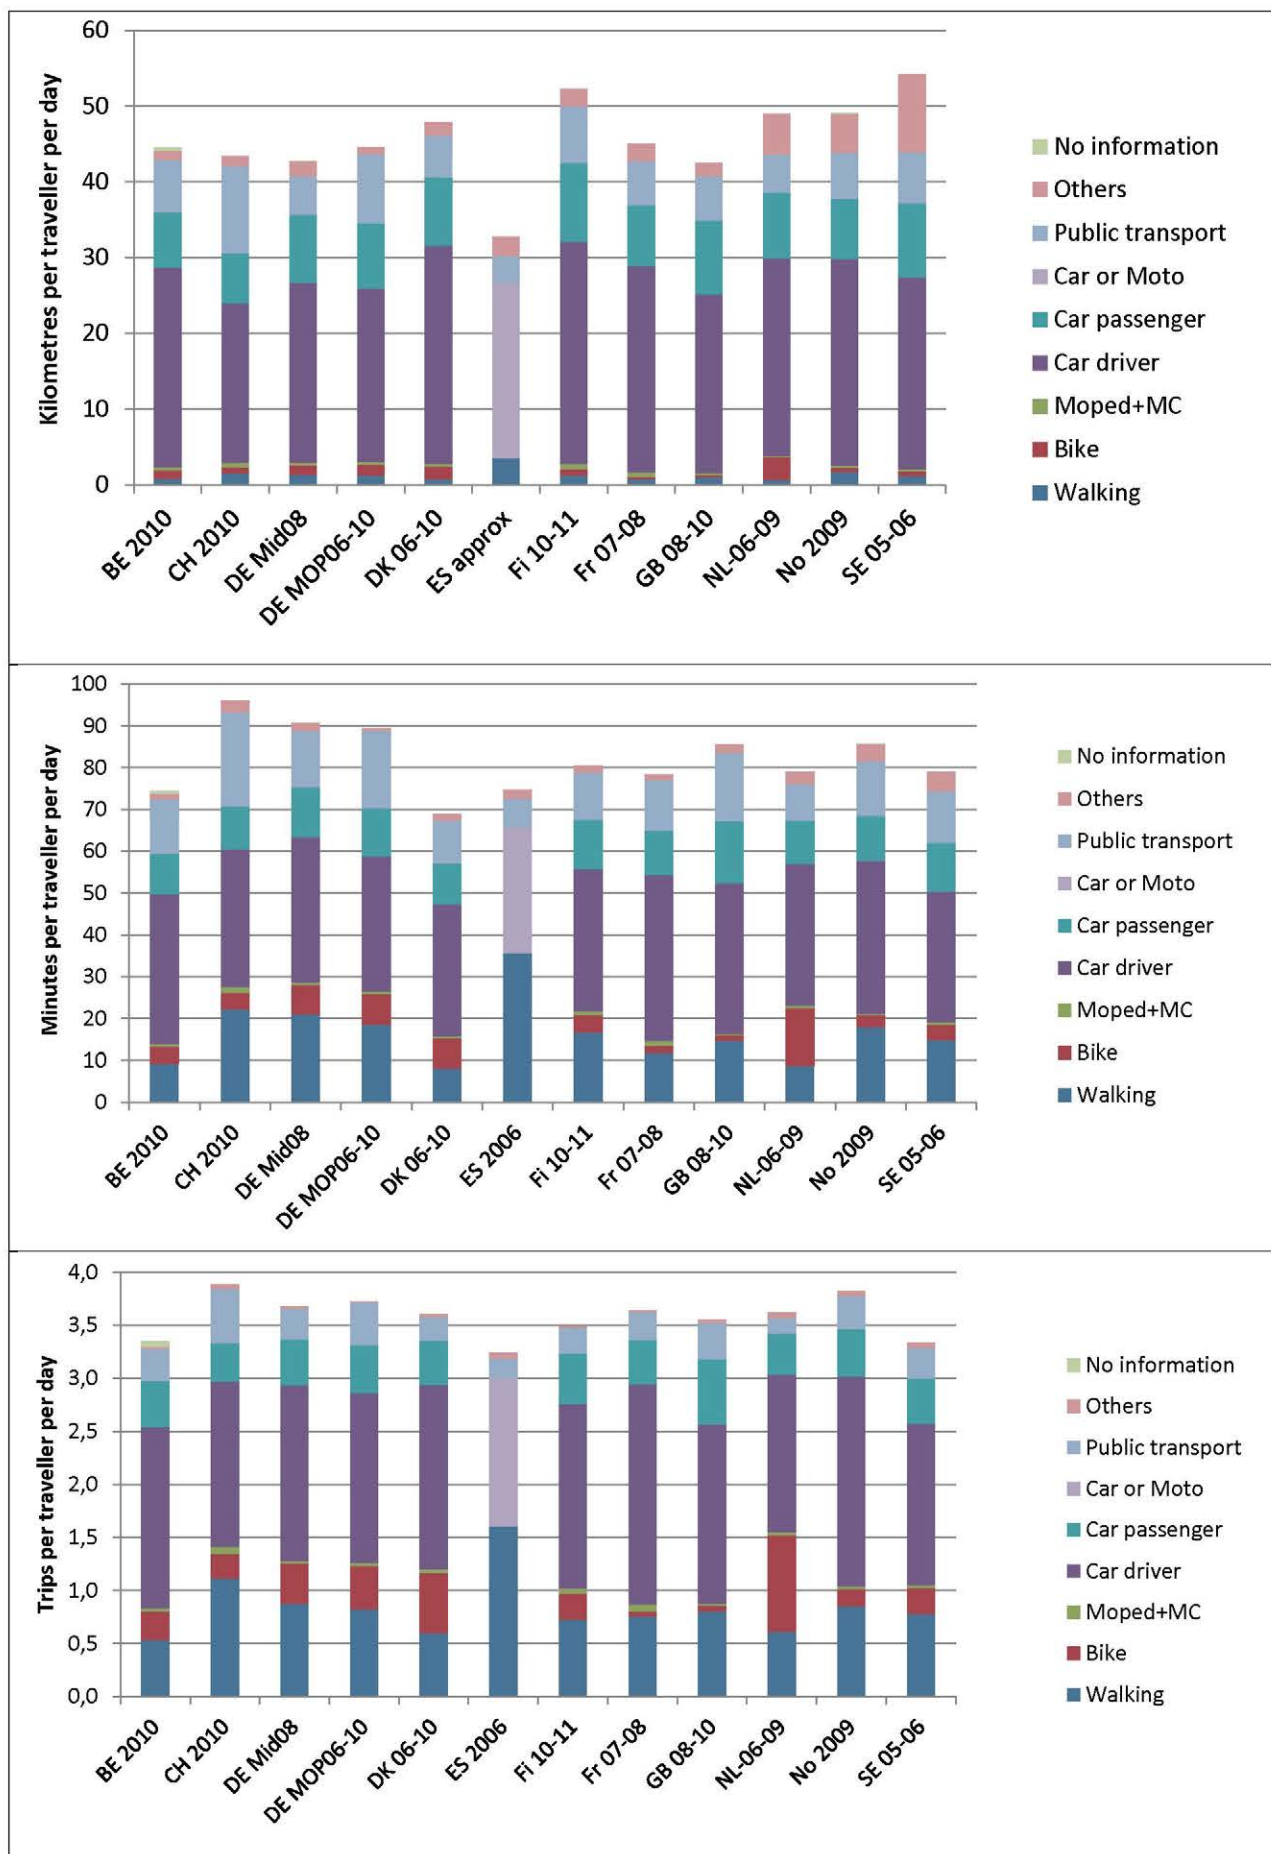 Kilometres per traveller per day
60
50
40
30
20
10
0
BE 2010
CH 2010
DE Mid08
DE MOP06-10
DK 06-10
ES approx
Fi 10-11
Fr 07-08
GB 08-10
NL-06-09
No 2009
SE 05-06
No information
Others
Public transport
Car or Moto
Car passenger
Car driver
Moped+MC
Bike
Walking
Minutes per traveller per day
100
90
80
70
60
50
40
30
20
10
0
BE 2010
CH 2010
DE Mid08
DE MOP06-10
DK 06-10
ES 2006
Fi 10-11
Fr 07-08
GB 08-10
NL-06-09
No 2009
SE 05-06
No information
Others
Public transport
Car or Moto
Car passenger
Car driver
Moped+MC
Bike
Walking
Trips per traveller per day
4,0
3,5
3,0
2,5
2,0
1,5
1,0
0,5
0,0
BE 2010
CH 2010
DE Mid08
DE MOP06-10
DK 06-10
ES 2006
Fi 10-11
Fr 07-08
GB 08-10
NL-06-09
No 2009
SE 05-06
No information
Others
Public transport
Car or Moto
Car passenger
Car driver
Moped+MC
Bike
Walking